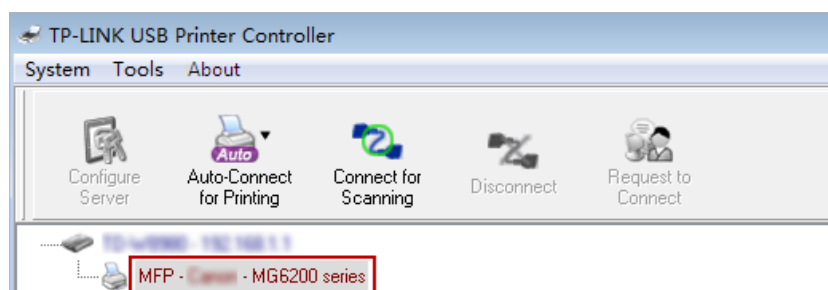 TP-LINK USB Printer Controller
System Tools About
Configure Server
Auto
Auto-Connect for Printing
Connect for Scanning
Disconnect
Request to Connect
MFP - - MG6200 series